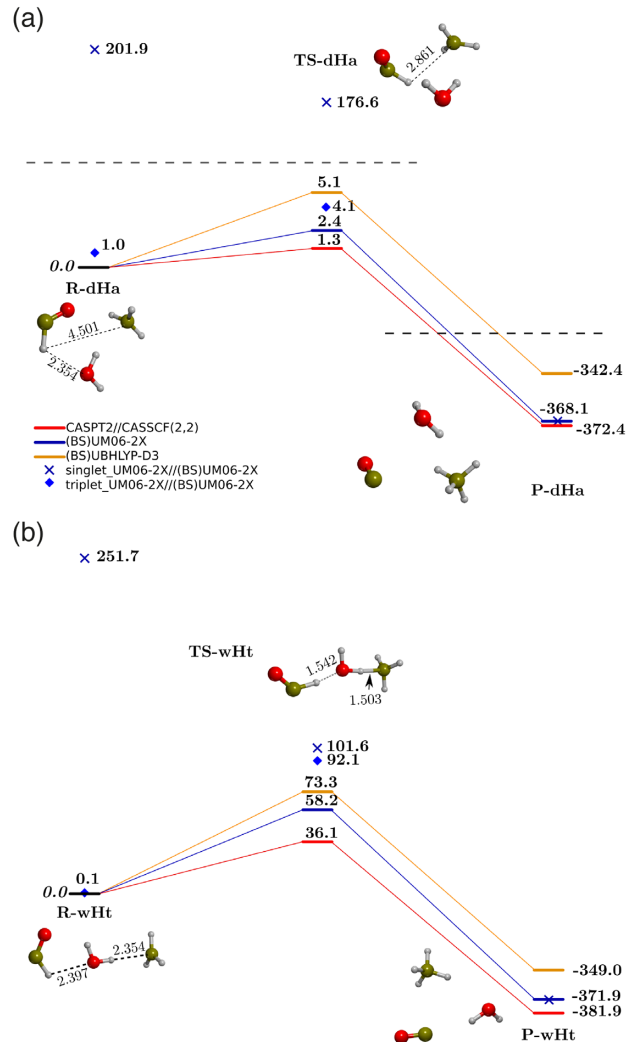 (a)
201.9
TS-dHa
2.861
176.6
5.1
4.1
2.4
1.3
1.0
0.0
R-dHa
4.501
2.354
-342.4
-368.1
-372.4
CASPT2//CASSCF(2,2)
(BS)UM06-2X
(BS)UBHLYP-D3
singlet_UM06-2X//(BS)UM06-2X
triplet_UM06-2X//(BS)UM06-2X
P-dHa
(b)
251.7
TS-wHt
1.542
1.503
101.6
92.1
73.3
58.2
36.1
0.1
0.0
R-wHt
2.354
2.397
-349.0
-371.9
-381.9
P-wHt